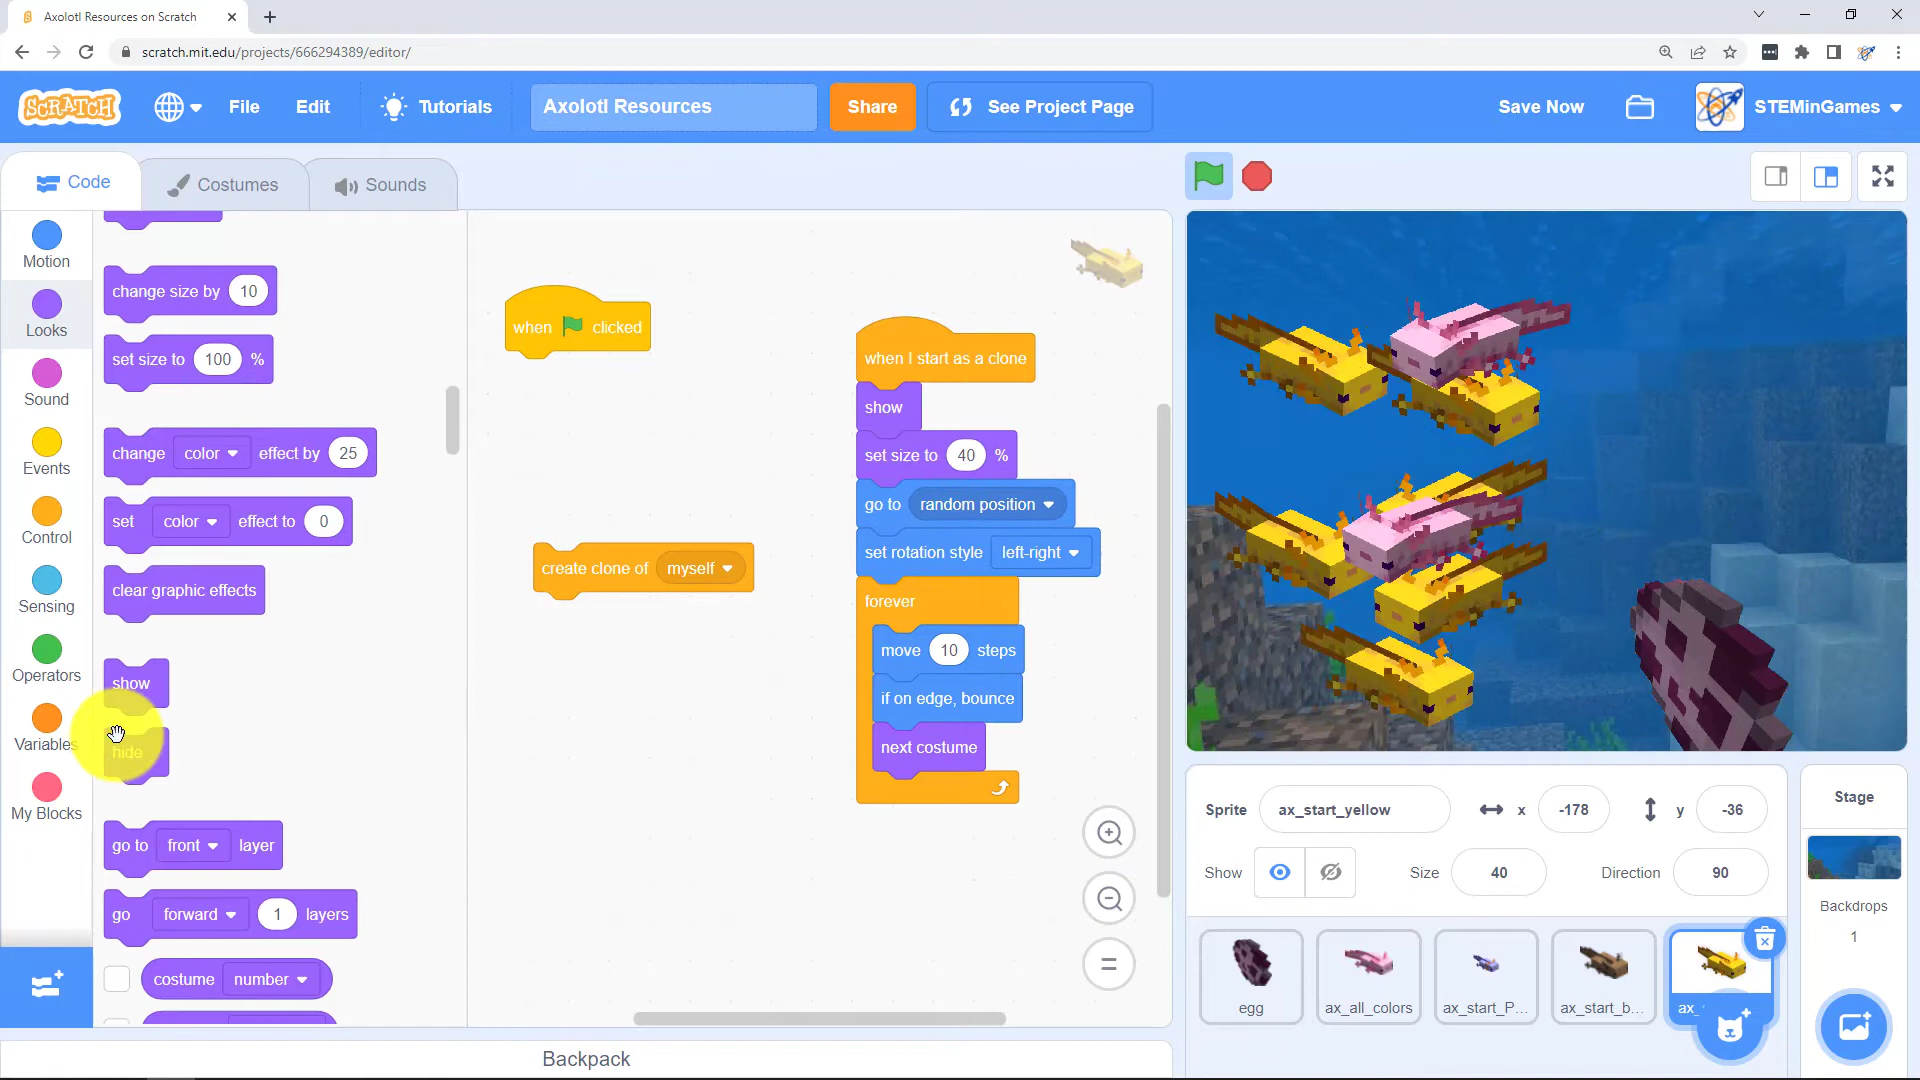 Axolotl Resources on Scratch
scratch.mit.edu/projects/666294389/editor/
SCRATCH
File
Edit
Tutorials
Axolotl Resources
Share
See Project Page
Save Now
STEMinGames
Code
Costumes
Sounds
Motion
Looks
Sound
Events
Control
Sensing
Operators
Variables
My Blocks
change size by 10
set size to 100 %
change color effect by 25
set color effect to 0
clear graphic effects
show
hide
go to front layer
go forward 1 layers
costume number
when clicked
create clone of myself
when I start as a clone
show
set size to 40 %
go to random position
set rotation style left-right
forever
move 10 steps
if on edge, bounce
next costume
Sprite ax_start_yellow x -178 y -36
Show Size 40 Direction 90
egg
ax_all_colors
ax_start_P...
ax_start_b...
ax_
Stage
Backdrops
1
Backpack